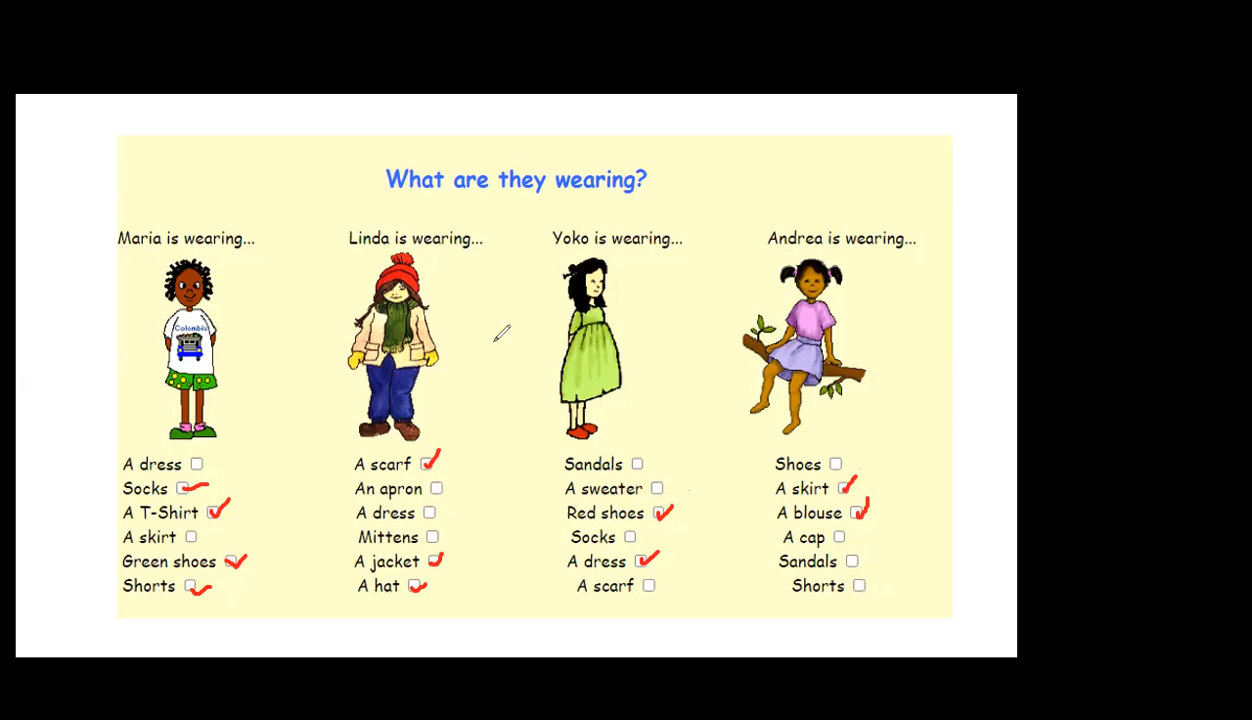 What are they wearing?
Maria is wearing...
Linda is wearing...
Yoko is wearing...
Andrea is wearing...
Colombia
A dress
Socks
A T-Shirt
A skirt
Green shoes
Shorts
A scarf
An apron
A dress
Mittens
A jacket
A hat
Sandals
A sweater
Red shoes
Socks
A dress
A scarf
Shoes
A skirt
A blouse
A cap
Sandals
Shorts